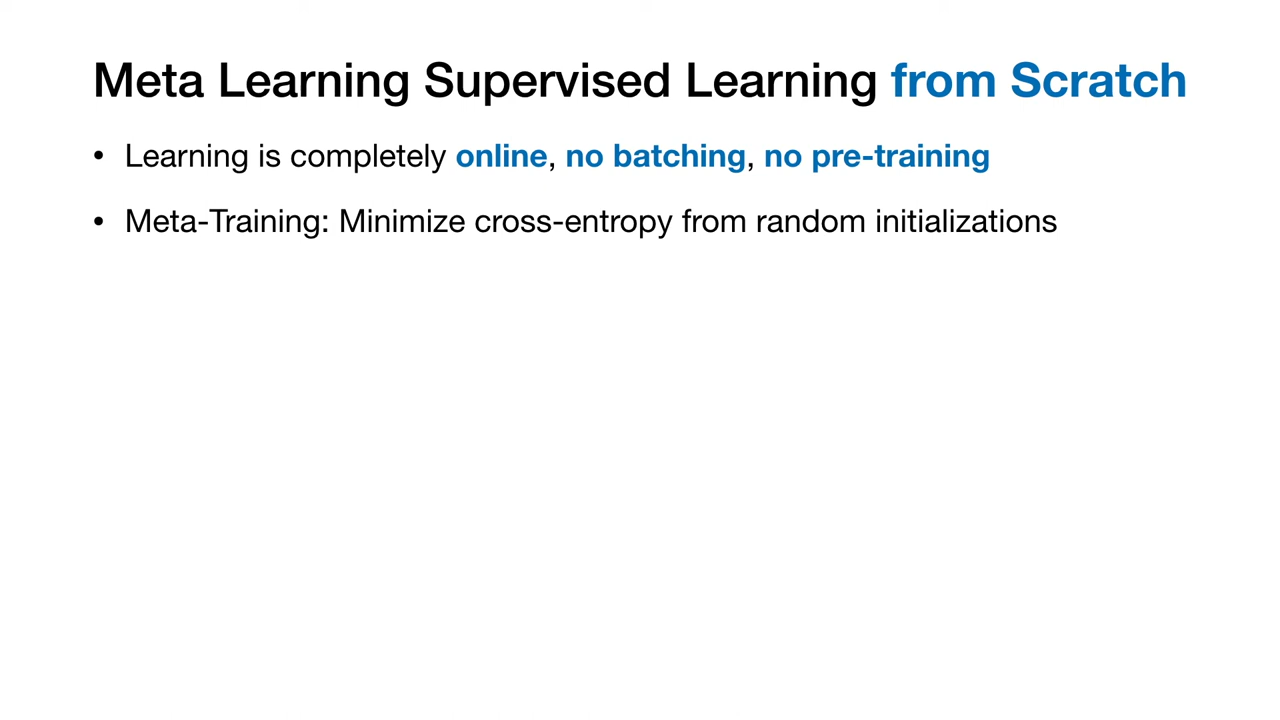 Meta Learning Supervised Learning from Scratch
• Learning is completely online, no batching, no pre-training
• Meta-Training: Minimize cross-entropy from random initializations